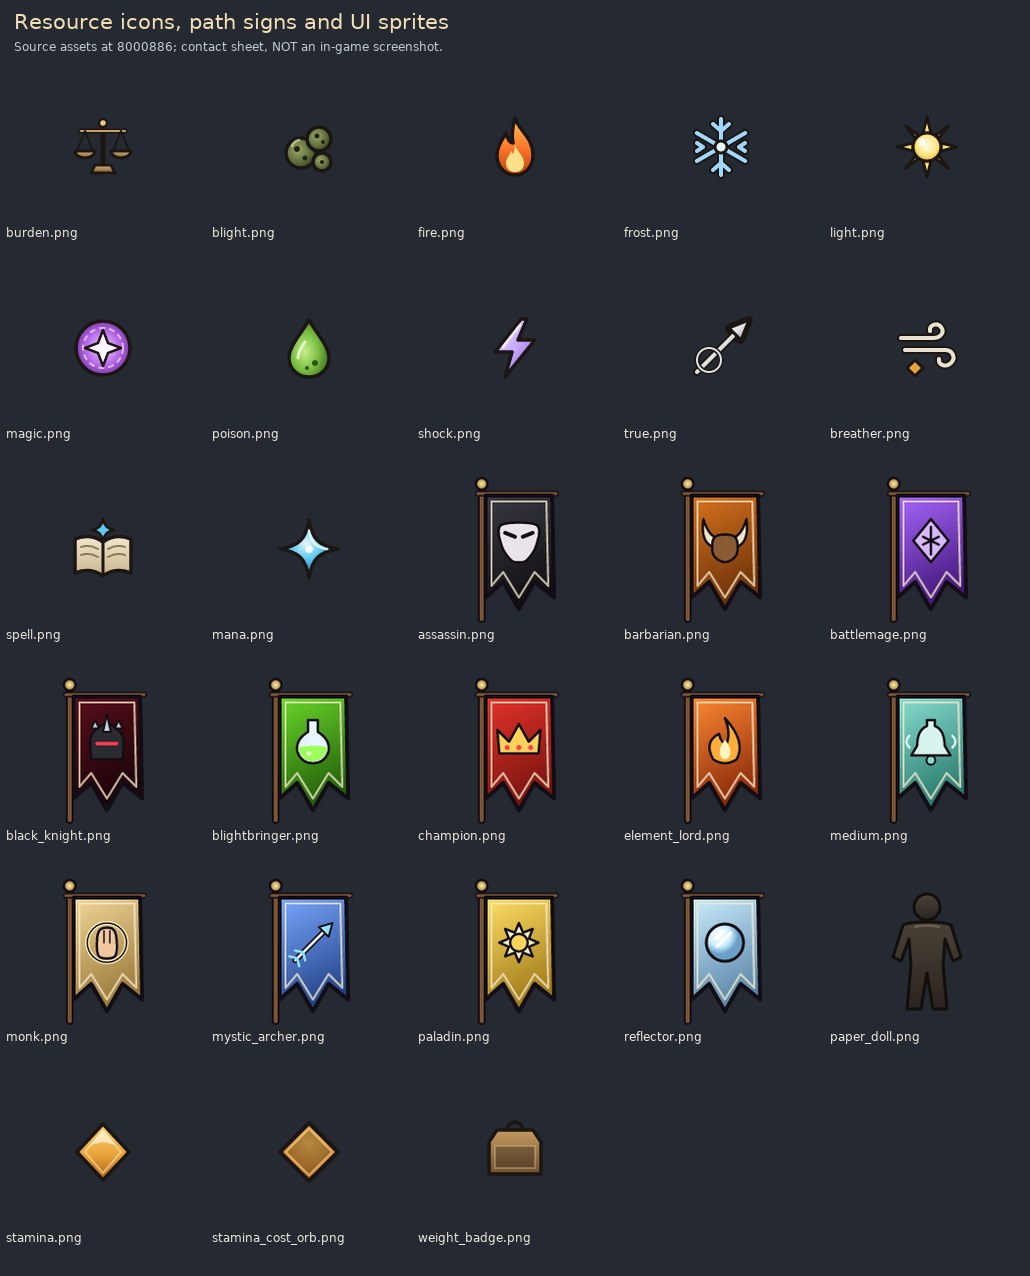 Resource icons, path signs and UI sprites
Source assets at 8000886; contact sheet, NOT an in-game screenshot.
burden.png
blight.png
fire.png
frost.png
light.png
magic.png
poison.png
shock.png
true.png
breather.png
spell.png
mana.png
assassin.png
barbarian.png
battlemage.png
black_knight.png
blightbringer.png
champion.png
element_lord.png
medium.png
monk.png
mystic_archer.png
paladin.png
reflector.png
paper_doll.png
stamina.png
stamina_cost_orb.png
weight_badge.png